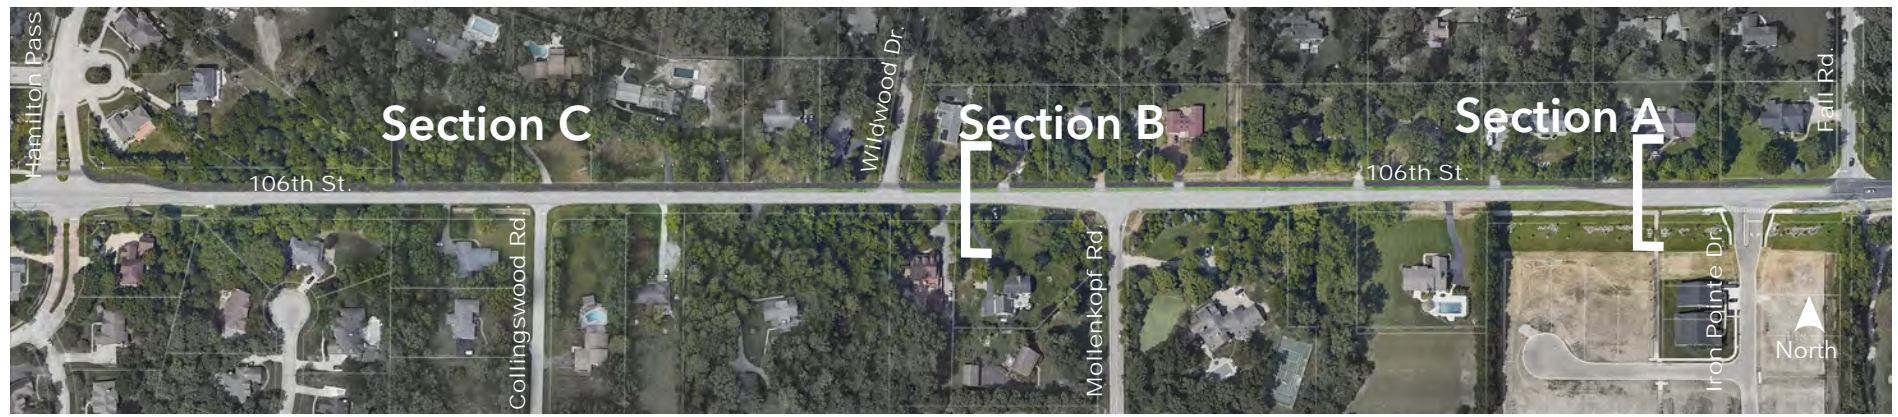 Hamilton Pass
Section C
Wildwood Dr.
Section B
Section A
Fall Rd.
106th St.
106th St.
Collingswood Rd.
Mollenkopf Rd.
Iron Pointe Dr.
North